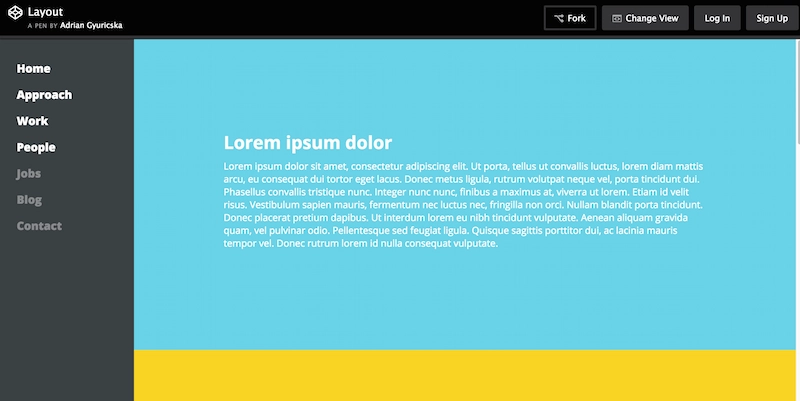 Layout
A PEN BY Adrian Gyuricska
Fork
Change View
Log In
Sign Up
Home
Approach
Work
People
Jobs
Blog
Contact
Lorem ipsum dolor
Lorem ipsum dolor sit amet, consectetur adipiscing elit. Ut porta, tellus ut convallis luctus, lorem diam mattis
arcu, eu consequat dui tortor eget lacus. Donec metus ligula, rutrum volutpat neque vel, porta tincidunt dui.
Phasellus convallis tristique nunc. Integer nunc nunc, finibus a maximus at, viverra ut lorem. Etiam id velit
risus. Vestibulum sapien mauris, fermentum nec luctus nec, fringilla non orci. Nullam blandit porta tincidunt.
Donec placerat pretium dapibus. Ut interdum lorem eu nibh tincidunt vulputate. Aenean aliquam gravida
quam, vel pulvinar odio. Pellentesque sed feugiat ligula. Quisque sagittis porttitor dui, ac lacinia mauris
tempor vel. Donec rutrum lorem id nulla consequat vulputate.